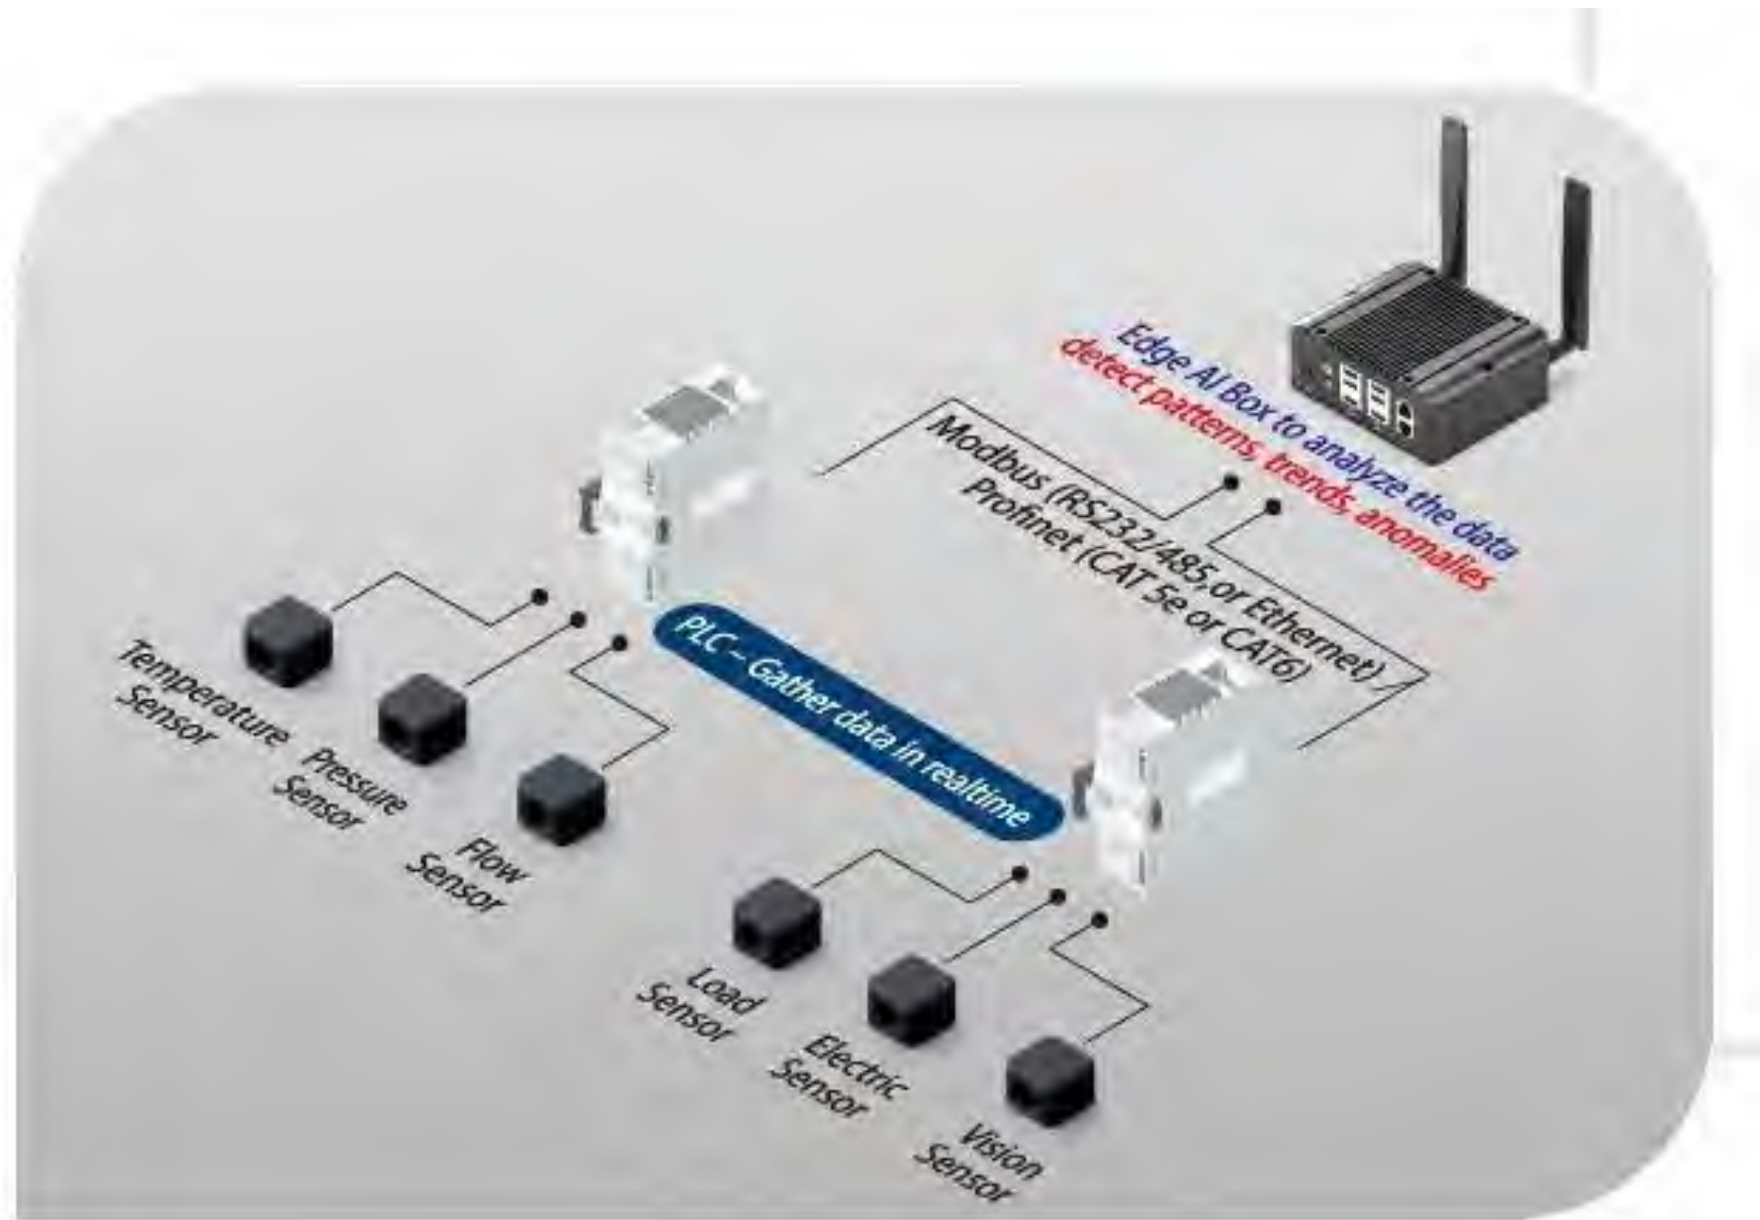 Edge AI Box to analyze the data
detect patterns, trends, anomalies
Modbus (RS232/485,or Ethernet)
Profinet (CAT 5e or CAT6)
PLC – Gather data in realtime
Temperature
Sensor
Pressure
Sensor
Flow
Sensor
Load
Sensor
Electric
Sensor
Vision
Sensor